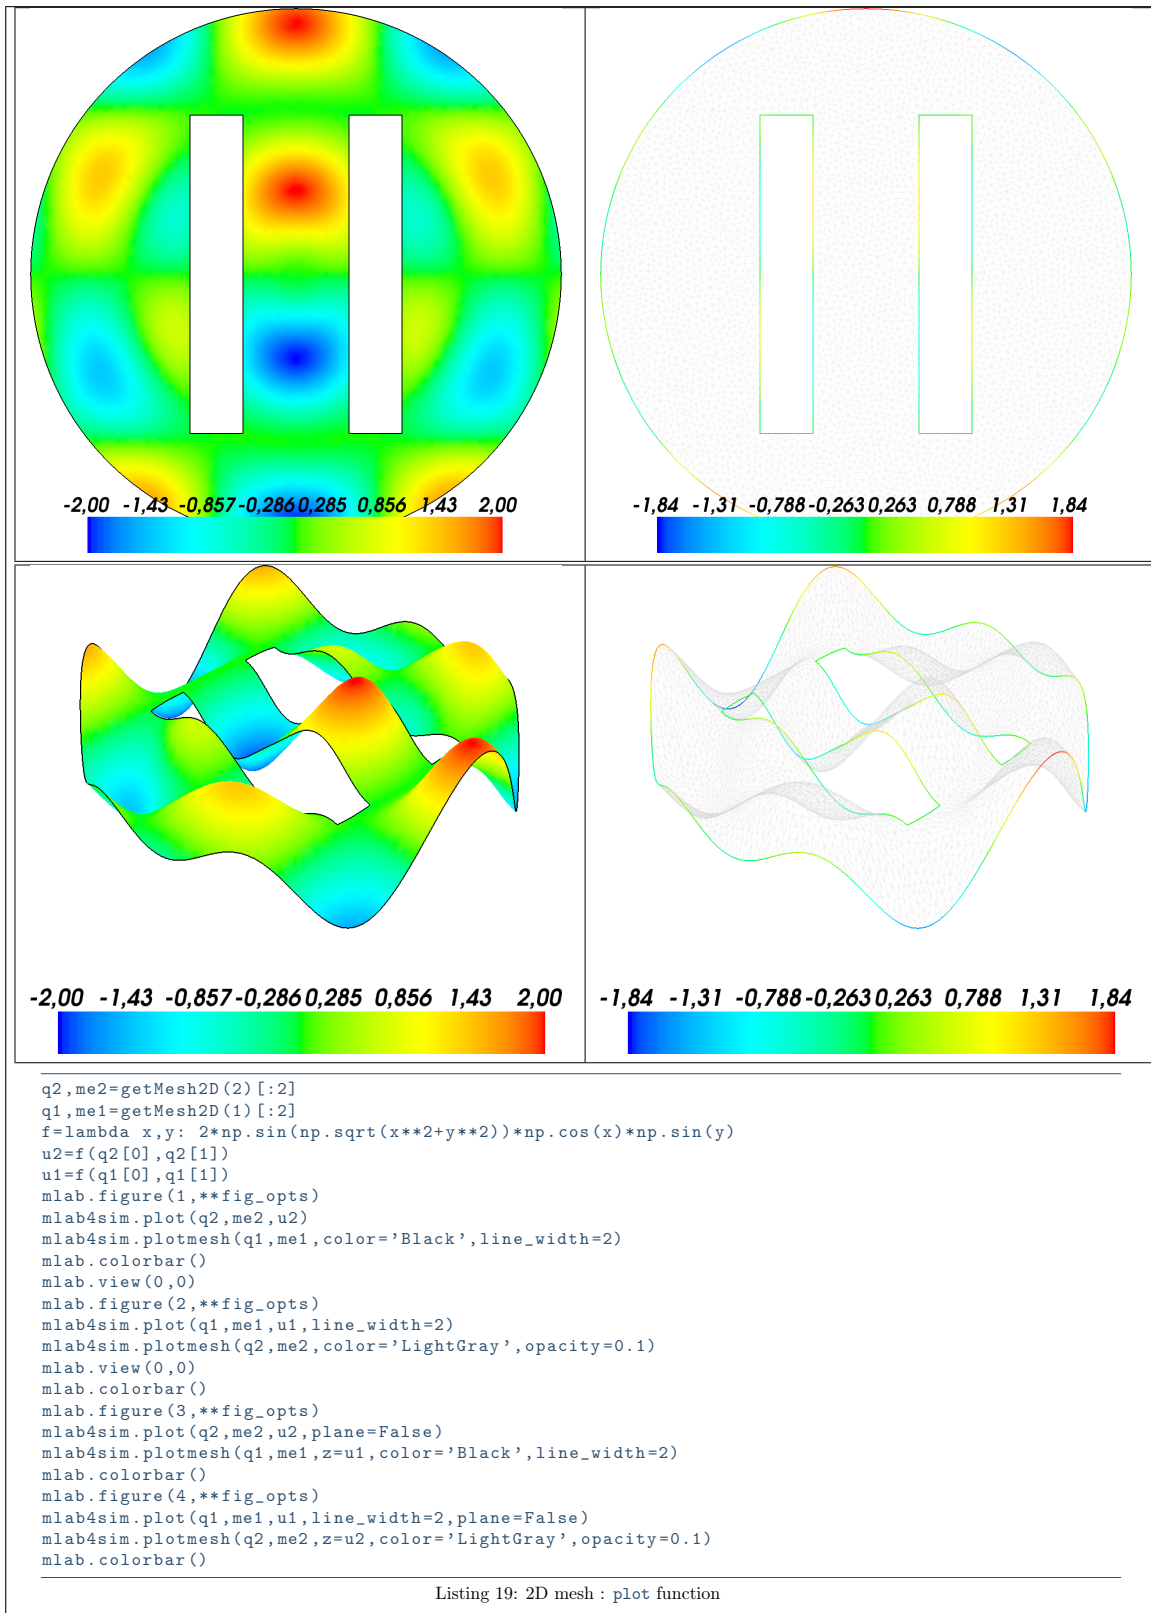 -2,00 -1,43 -0,857 -0,286 0,285 0,856 1,43 2,00
-1,84 -1,31 -0,788 -0,263 0,263 0,788 1,31 1,84
-2,00 -1,43 -0,857 -0,286 0,285 0,856 1,43 2,00
-1,84 -1,31 -0,788 -0,263 0,263 0,788 1,31 1,84
q2,me2=getMesh2D(2)[:2]
q1,me1=getMesh2D(1)[:2]
f=lambda x,y: 2*np.sin(np.sqrt(x**2+y**2))*np.cos(x)*np.sin(y)
u2=f(q2[0],q2[1])
u1=f(q1[0],q1[1])
mlab.figure(1,**fig_opts)
mlab4sim.plot(q2,me2,u2)
mlab4sim.plotmesh(q1,me1,color=’Black’,line_width=2)
mlab.colorbar()
mlab.view(0,0)
mlab.figure(2,**fig_opts)
mlab4sim.plot(q1,me1,u1,line_width=2)
mlab4sim.plotmesh(q2,me2,color=’LightGray’,opacity=0.1)
mlab.view(0,0)
mlab.colorbar()
mlab.figure(3,**fig_opts)
mlab4sim.plot(q2,me2,u2,plane=False)
mlab4sim.plotmesh(q1,me1,z=u1,color=’Black’,line_width=2)
mlab.colorbar()
mlab.figure(4,**fig_opts)
mlab4sim.plot(q1,me1,u1,line_width=2,plane=False)
mlab4sim.plotmesh(q2,me2,z=u2,color=’LightGray’,opacity=0.1)
mlab.colorbar()
Listing 19: 2D mesh : plot function